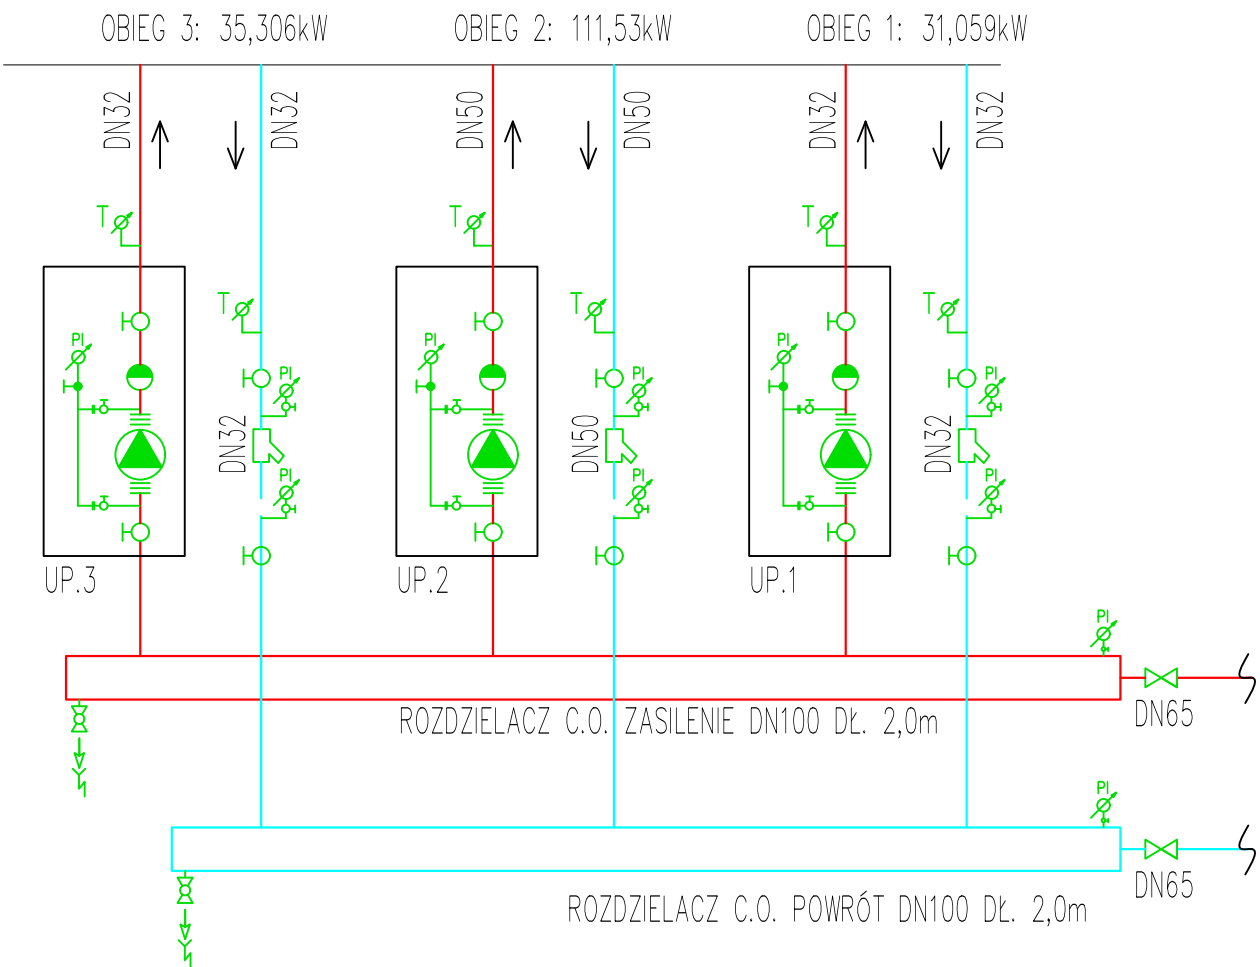 OBIEG 3: 35,306kW
OBIEG 2: 111,53kW
OBIEG 1: 31,059kW
DN32
DN32
DN50
DN50
DN32
DN32
T
T
T
T
T
T
PI
PI
PI
PI
PI
PI
DN32
DN50
DN32
PI
PI
PI
UP.3
UP.2
UP.1
PI
ROZDZIELACZ C.O. ZASILENIE DN100 DŁ. 2,0m
DN65
PI
DN65
ROZDZIELACZ C.O. POWRÓT DN100 DŁ. 2,0m